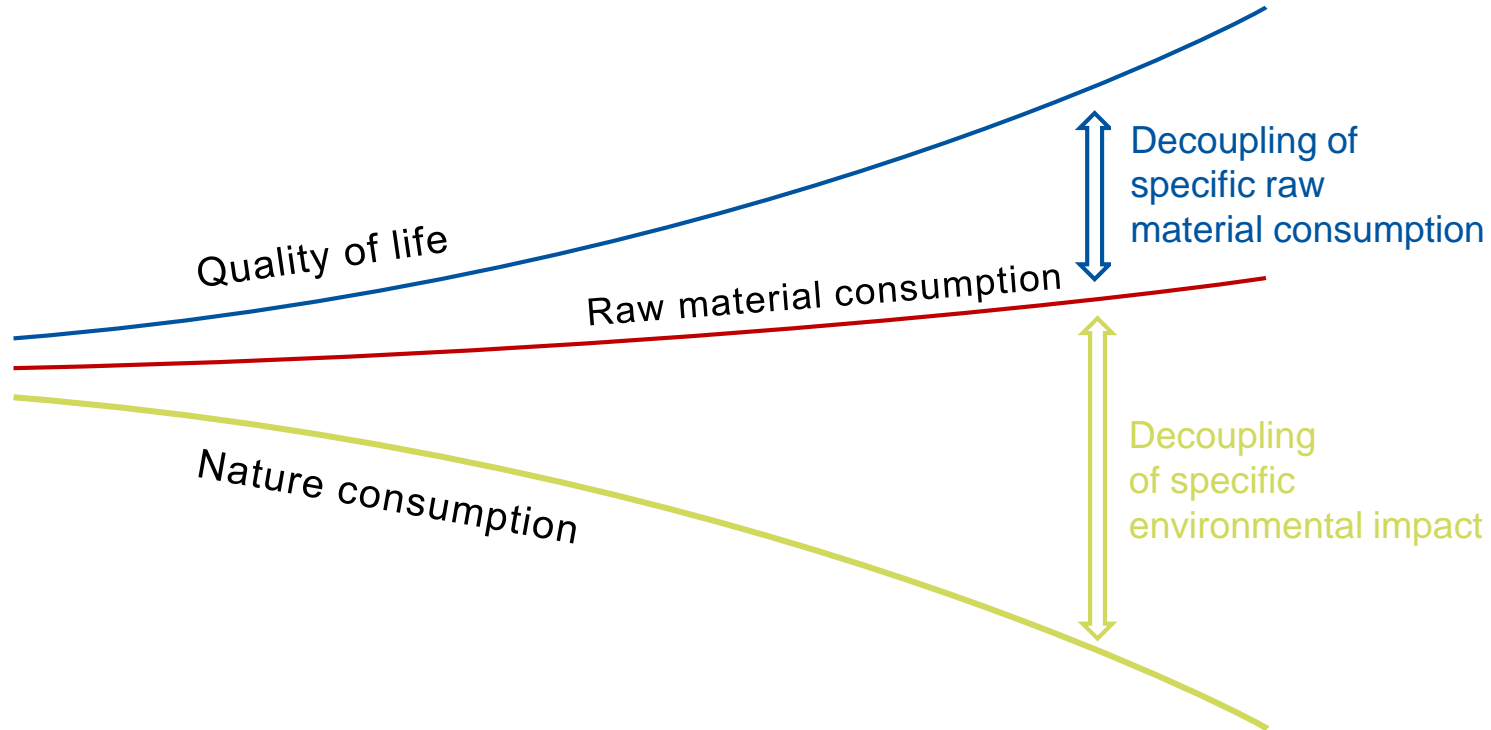 Quality of life
Raw material consumption
Nature consumption
Decoupling of
specific raw
material consumption
Decoupling
of specific
environmental impact